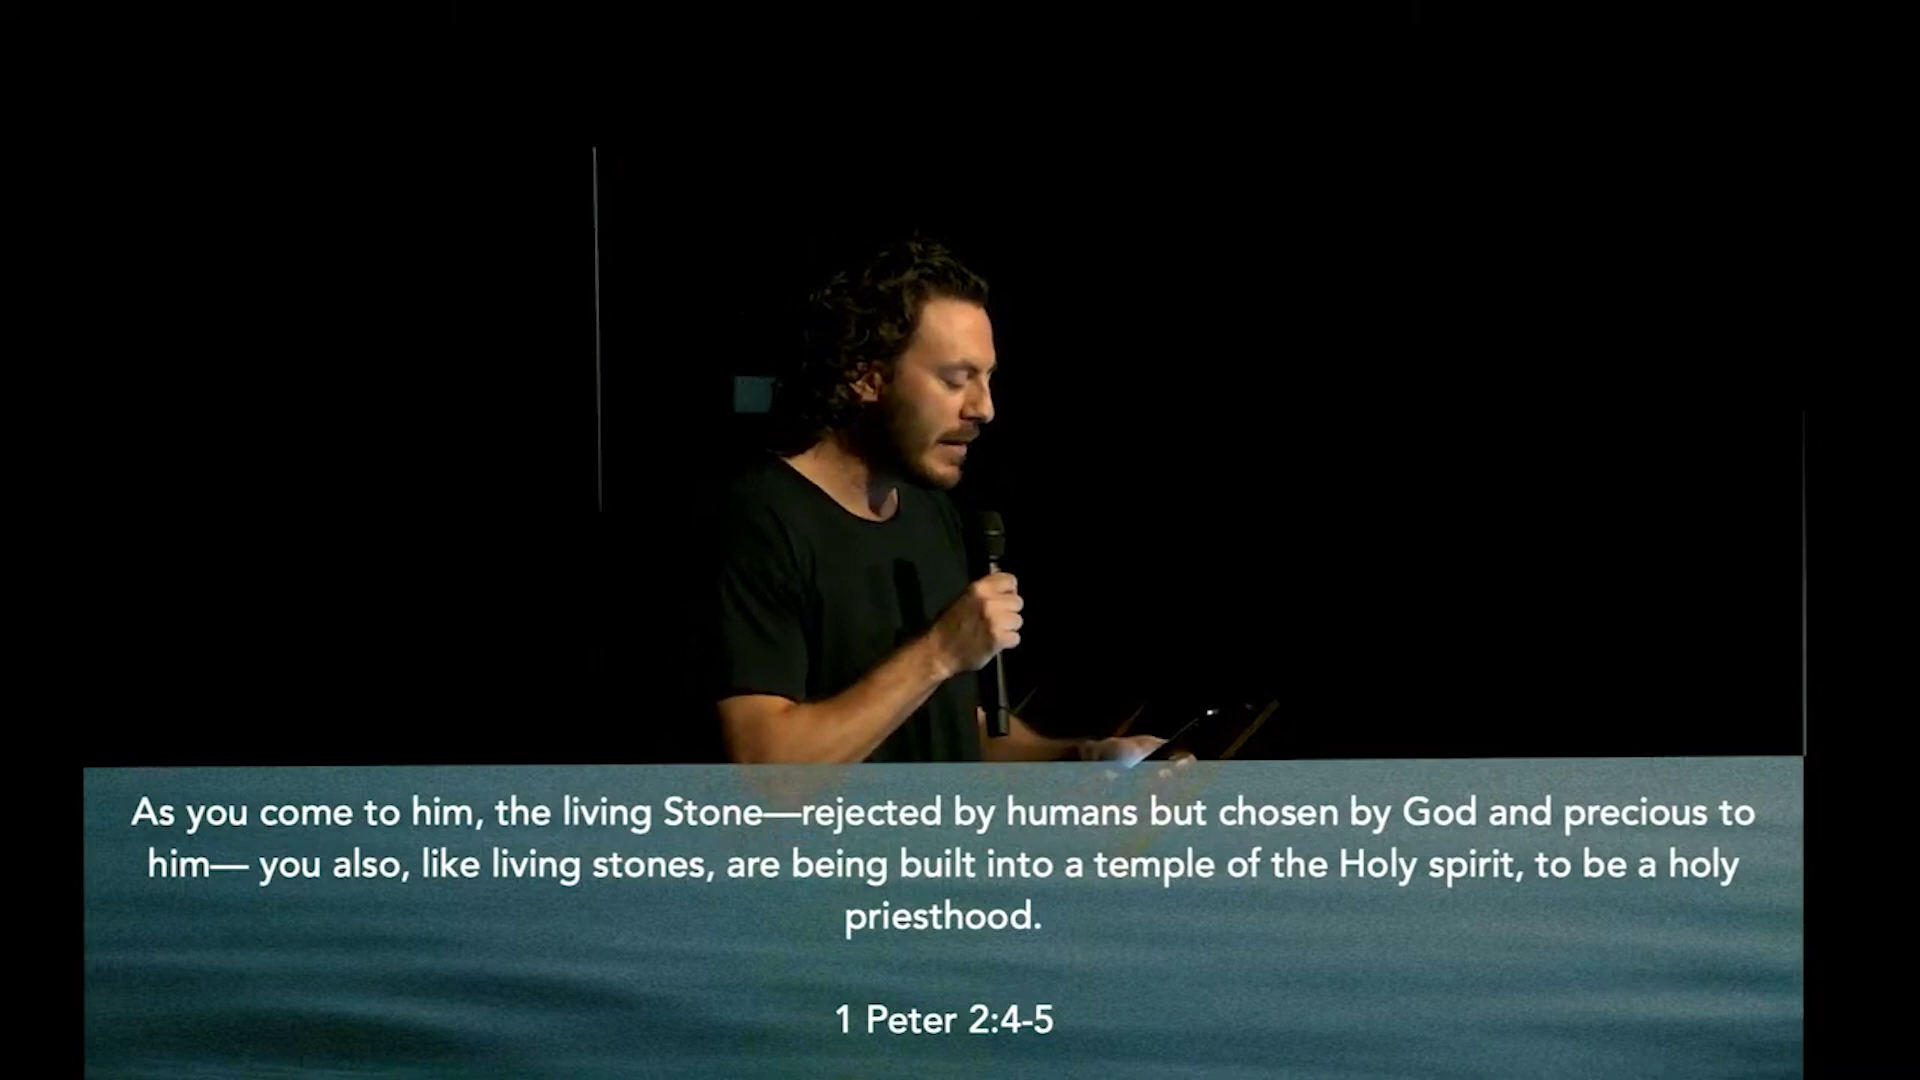 As you come to him, the living Stone—rejected by humans but chosen by God and precious to
him— you also, like living stones, are being built into a temple of the Holy spirit, to be a holy
priesthood.
1 Peter 2:4-5